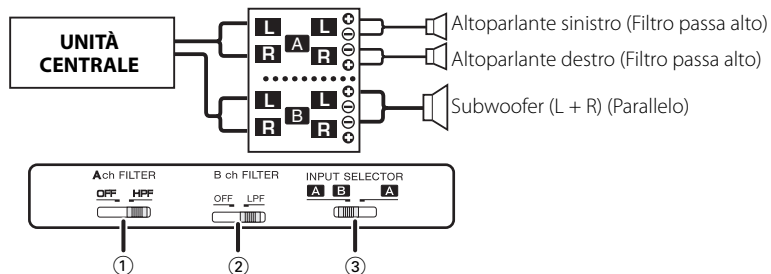 UNITÀ
CENTRALE
L L ⊕
A ⊖ Altoparlante sinistro (Filtro passa alto)
R R ⊖ Altoparlante destro (Filtro passa alto)
⊕
L L ⊕
B ⊖ Subwoofer (L + R) (Parallelo)
R R ⊖
⊕
A ch FILTER B ch FILTER INPUT SELECTOR
OFF HPF OFF LPF A B A
① ② ③